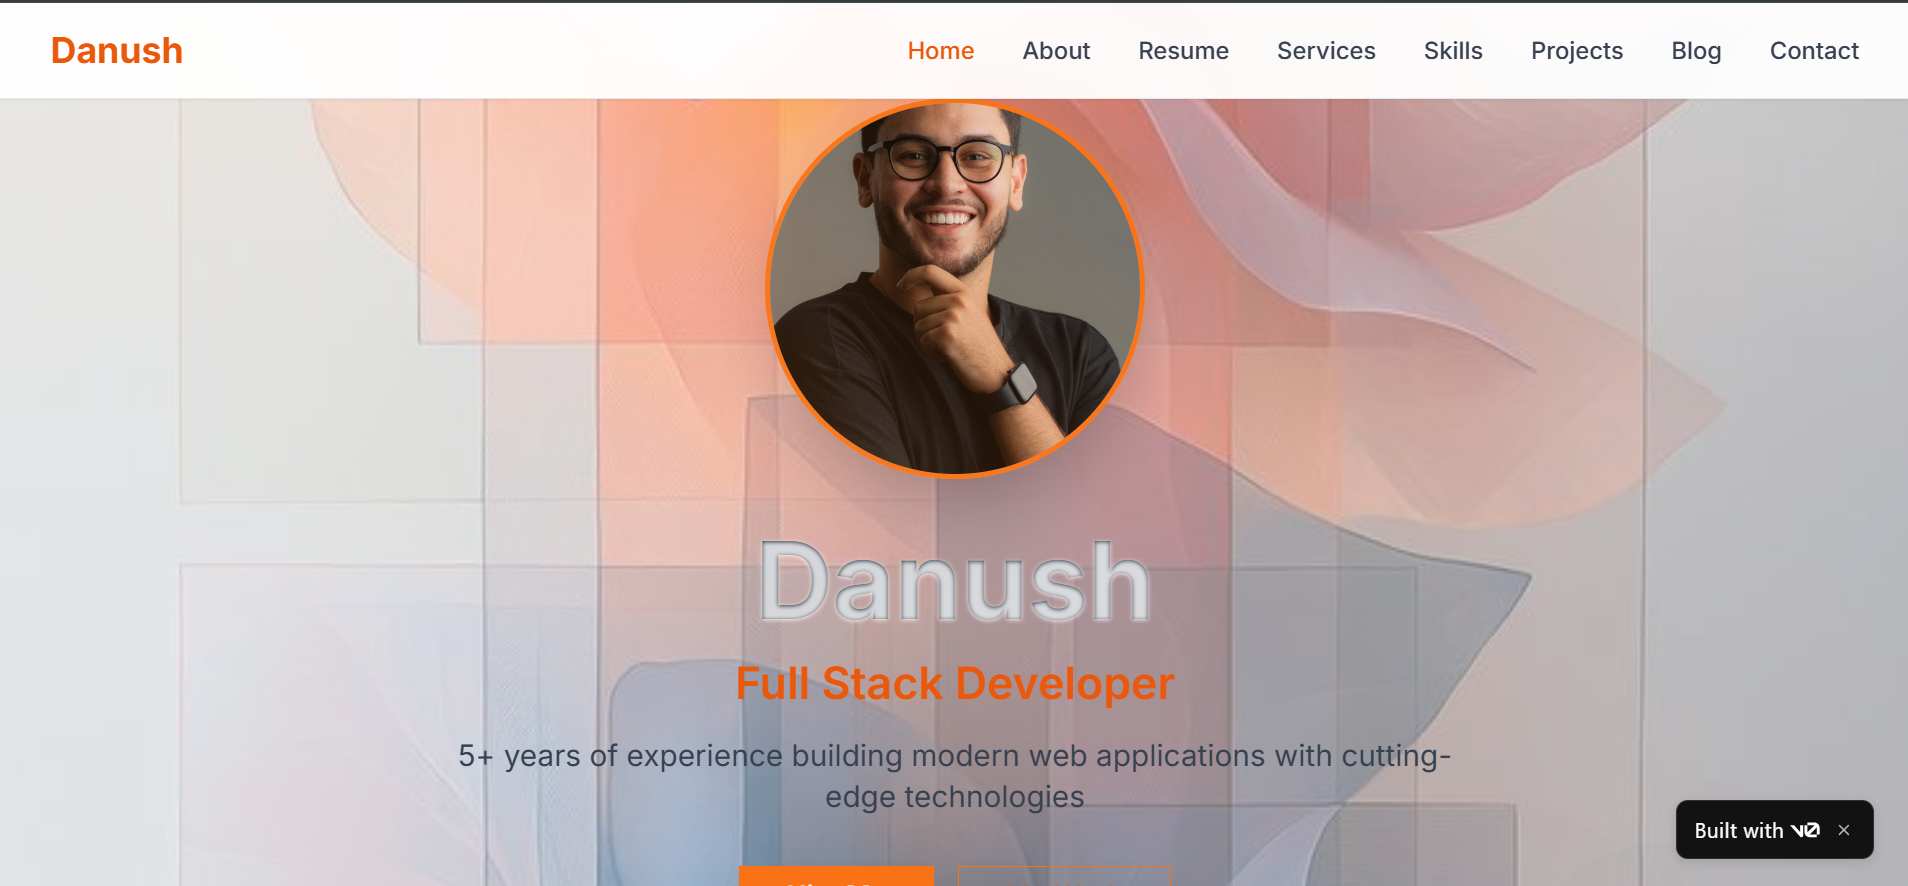 Danush
Home About Resume Services Skills Projects Blog Contact
Danush
Full Stack Developer
5+ years of experience building modern web applications with cutting-
edge technologies
Built with v0